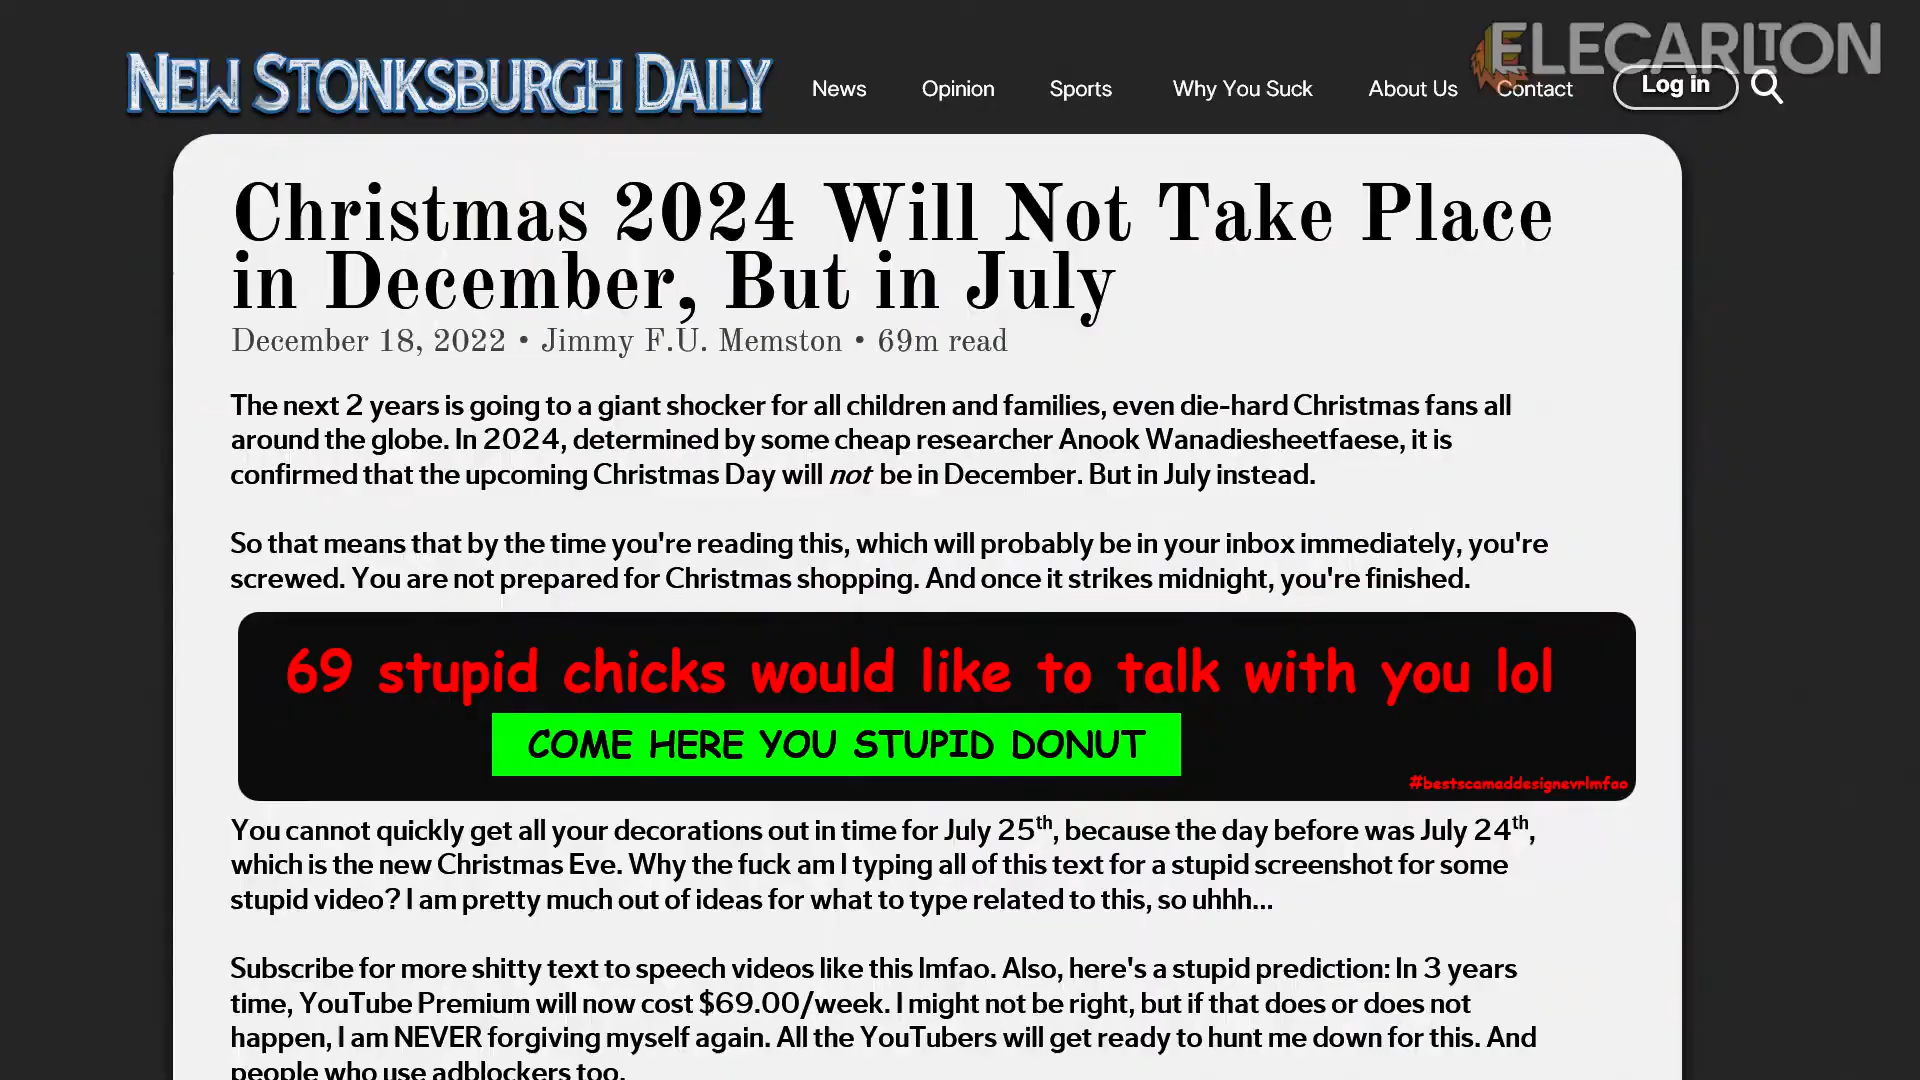 ELECARLTON
NEW STONKSBURGH DAILY
News
Opinion
Sports
Why You Suck
About Us
Contact
Log in
Christmas 2024 Will Not Take Place
in December, But in July
December 18, 2022 • Jimmy F.U. Memston • 69m read
The next 2 years is going to a giant shocker for all children and families, even die-hard Christmas fans all
around the globe. In 2024, determined by some cheap researcher Anook Wanadiesheetfaese, it is
confirmed that the upcoming Christmas Day will not be in December. But in July instead.
So that means that by the time you're reading this, which will probably be in your inbox immediately, you're
screwed. You are not prepared for Christmas shopping. And once it strikes midnight, you're finished.
69 stupid chicks would like to talk with you lol
COME HERE YOU STUPID DONUT
#bestscamaddesignevrlmfao
You cannot quickly get all your decorations out in time for July 25th, because the day before was July 24th,
which is the new Christmas Eve. Why the fuck am I typing all of this text for a stupid screenshot for some
stupid video? I am pretty much out of ideas for what to type related to this, so uhhh...
Subscribe for more shitty text to speech videos like this lmfao. Also, here's a stupid prediction: In 3 years
time, YouTube Premium will now cost $69.00/week. I might not be right, but if that does or does not
happen, I am NEVER forgiving myself again. All the YouTubers will get ready to hunt me down for this. And
people who use adblockers too.